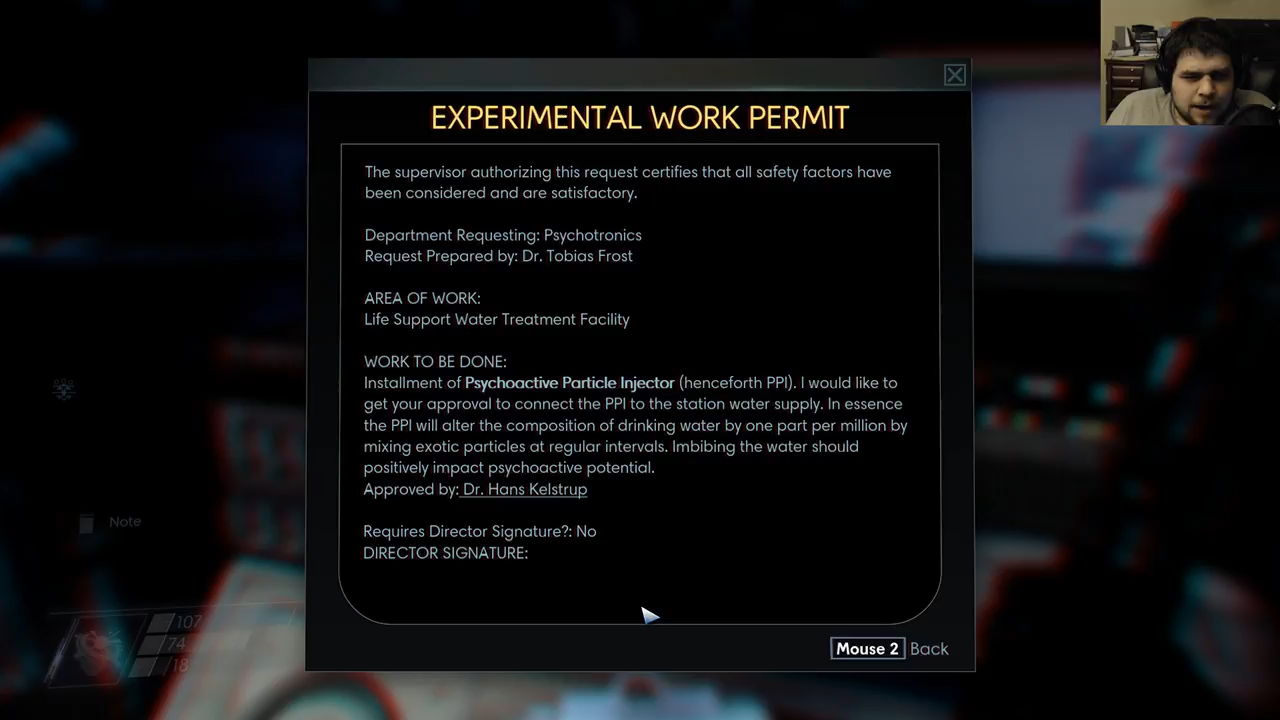 EXPERIMENTAL WORK PERMIT
The supervisor authorizing this request certifies that all safety factors have
been considered and are satisfactory.
Department Requesting: Psychotronics
Request Prepared by: Dr. Tobias Frost
AREA OF WORK:
Life Support Water Treatment Facility
WORK TO BE DONE:
Installment of Psychoactive Particle Injector (henceforth PPI). I would like to
get your approval to connect the PPI to the station water supply. In essence
the PPI will alter the composition of drinking water by one part per million by
mixing exotic particles at regular intervals. Imbibing the water should
positively impact psychoactive potential.
Approved by: Dr. Hans Kelstrup
Requires Director Signature?: No
DIRECTOR SIGNATURE:
Note
107
74
18
Mouse 2 Back